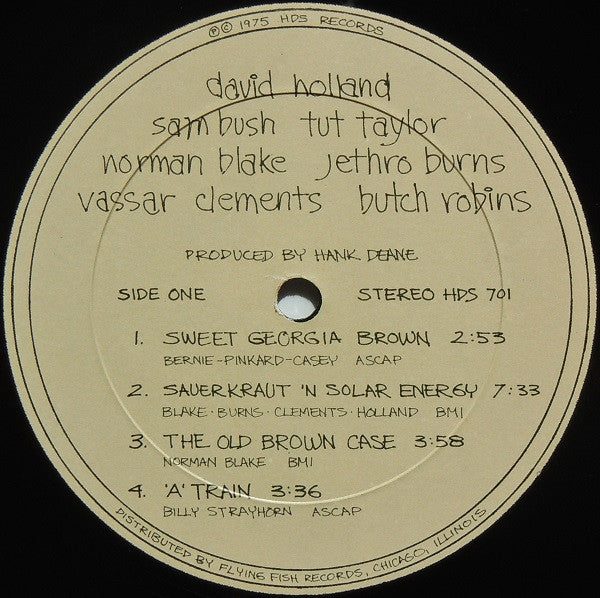 ℗© 1975 HDS RECORDS
david holland
sam bush tut taylor
norman blake jethro burns
vassar clements butch robins
PRODUCED BY HANK DEANE
SIDE ONE STEREO HDS 701
1. SWEET GEORGIA BROWN 2:53
BERNIE-PINKARD-CASEY ASCAP
2. SAUERKRAUT 'N SOLAR ENERGY 7:33
BLAKE·BURNS·CLEMENTS·HOLLAND BMI
3. THE OLD BROWN CASE 3:58
NORMAN BLAKE BMI
4. 'A' TRAIN 3:36
BILLY STRAYHORN ASCAP
DISTRIBUTED BY FLYING FISH RECORDS, CHICAGO, ILLINOIS